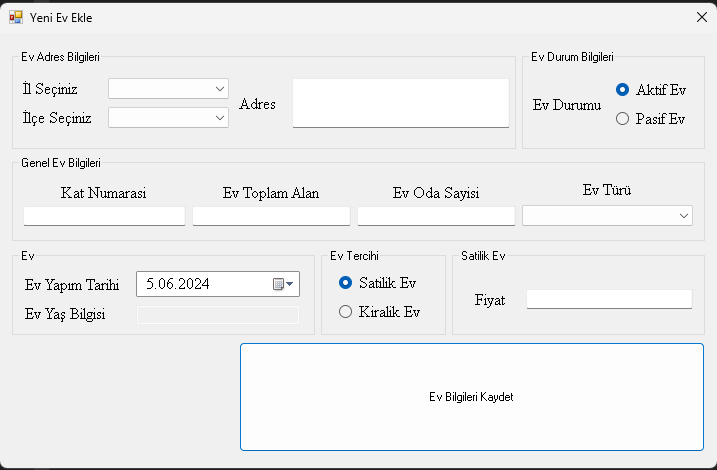 Yeni Ev Ekle
Ev Adres Bilgileri
İl Seçiniz
İlçe Seçiniz
Adres
Ev Durum Bilgileri
Ev Durumu
Aktif Ev
Pasif Ev
Genel Ev Bilgileri
Kat Numarasi
Ev Toplam Alan
Ev Oda Sayisi
Ev Türü
Ev
Ev Yapım Tarihi
5.06.2024
Ev Yaş Bilgisi
Ev Tercihi
Satilik Ev
Kiralik Ev
Satilik Ev
Fiyat
Ev Bilgileri Kaydet